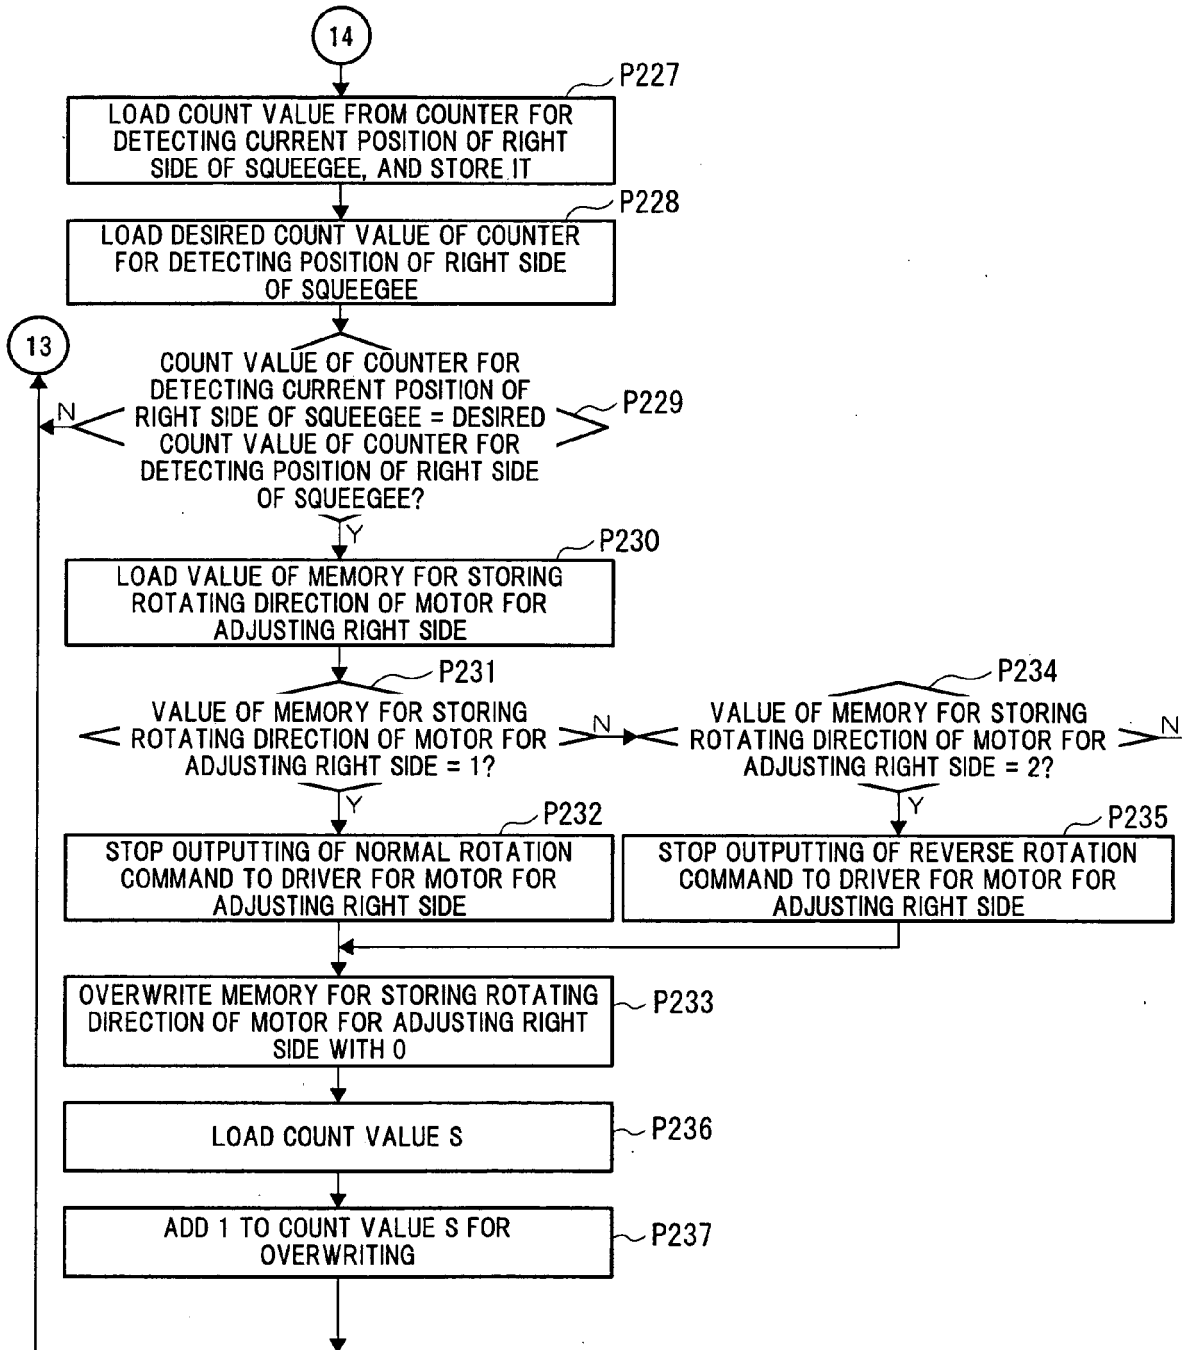 14
P227
LOAD COUNT VALUE FROM COUNTER FOR
DETECTING CURRENT POSITION OF RIGHT
SIDE OF SQUEEGEE, AND STORE IT
P228
LOAD DESIRED COUNT VALUE OF COUNTER
FOR DETECTING POSITION OF RIGHT SIDE
OF SQUEEGEE
13
COUNT VALUE OF COUNTER FOR
DETECTING CURRENT POSITION OF
RIGHT SIDE OF SQUEEGEE = DESIRED
COUNT VALUE OF COUNTER FOR
DETECTING POSITION OF RIGHT SIDE
OF SQUEEGEE?
P229
N
Y
P230
LOAD VALUE OF MEMORY FOR STORING
ROTATING DIRECTION OF MOTOR FOR
ADJUSTING RIGHT SIDE
P231
VALUE OF MEMORY FOR STORING
ROTATING DIRECTION OF MOTOR FOR
ADJUSTING RIGHT SIDE = 1?
N
Y
P234
VALUE OF MEMORY FOR STORING
ROTATING DIRECTION OF MOTOR FOR
ADJUSTING RIGHT SIDE = 2?
N
Y
P232
STOP OUTPUTTING OF NORMAL ROTATION
COMMAND TO DRIVER FOR MOTOR FOR
ADJUSTING RIGHT SIDE
P235
STOP OUTPUTTING OF REVERSE ROTATION
COMMAND TO DRIVER FOR MOTOR FOR
ADJUSTING RIGHT SIDE
OVERWRITE MEMORY FOR STORING ROTATING
DIRECTION OF MOTOR FOR ADJUSTING RIGHT
SIDE WITH 0
P233
LOAD COUNT VALUE S
P236
ADD 1 TO COUNT VALUE S FOR
OVERWRITING
P237